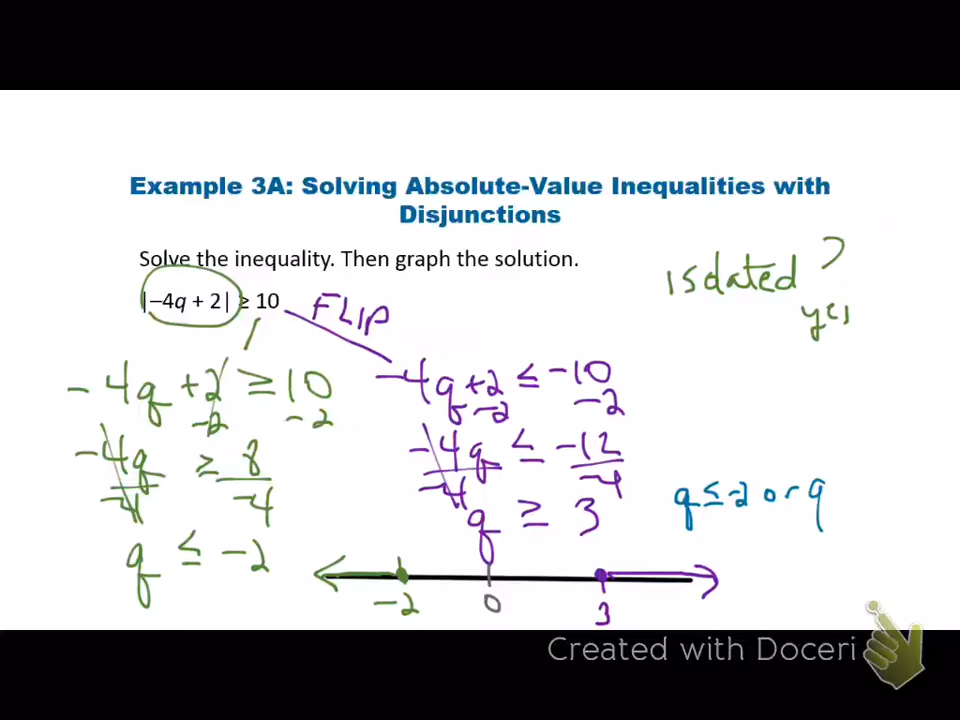 Example 3A: Solving Absolute-Value Inequalities with
Disjunctions
Solve the inequality. Then graph the solution.
|–4q + 2| ≥ 10
FLIP
isolated ?
yes
-4q +2 ≥ 10
-2 -2
-4q ≥ 8
-4 -4
q ≤ -2
-4q+2 ≤ -10
-2 -2
-4q ≤ -12
-4 -4
q ≥ 3
q ≤ -2 or q
-2 0 3
Created with Doceri